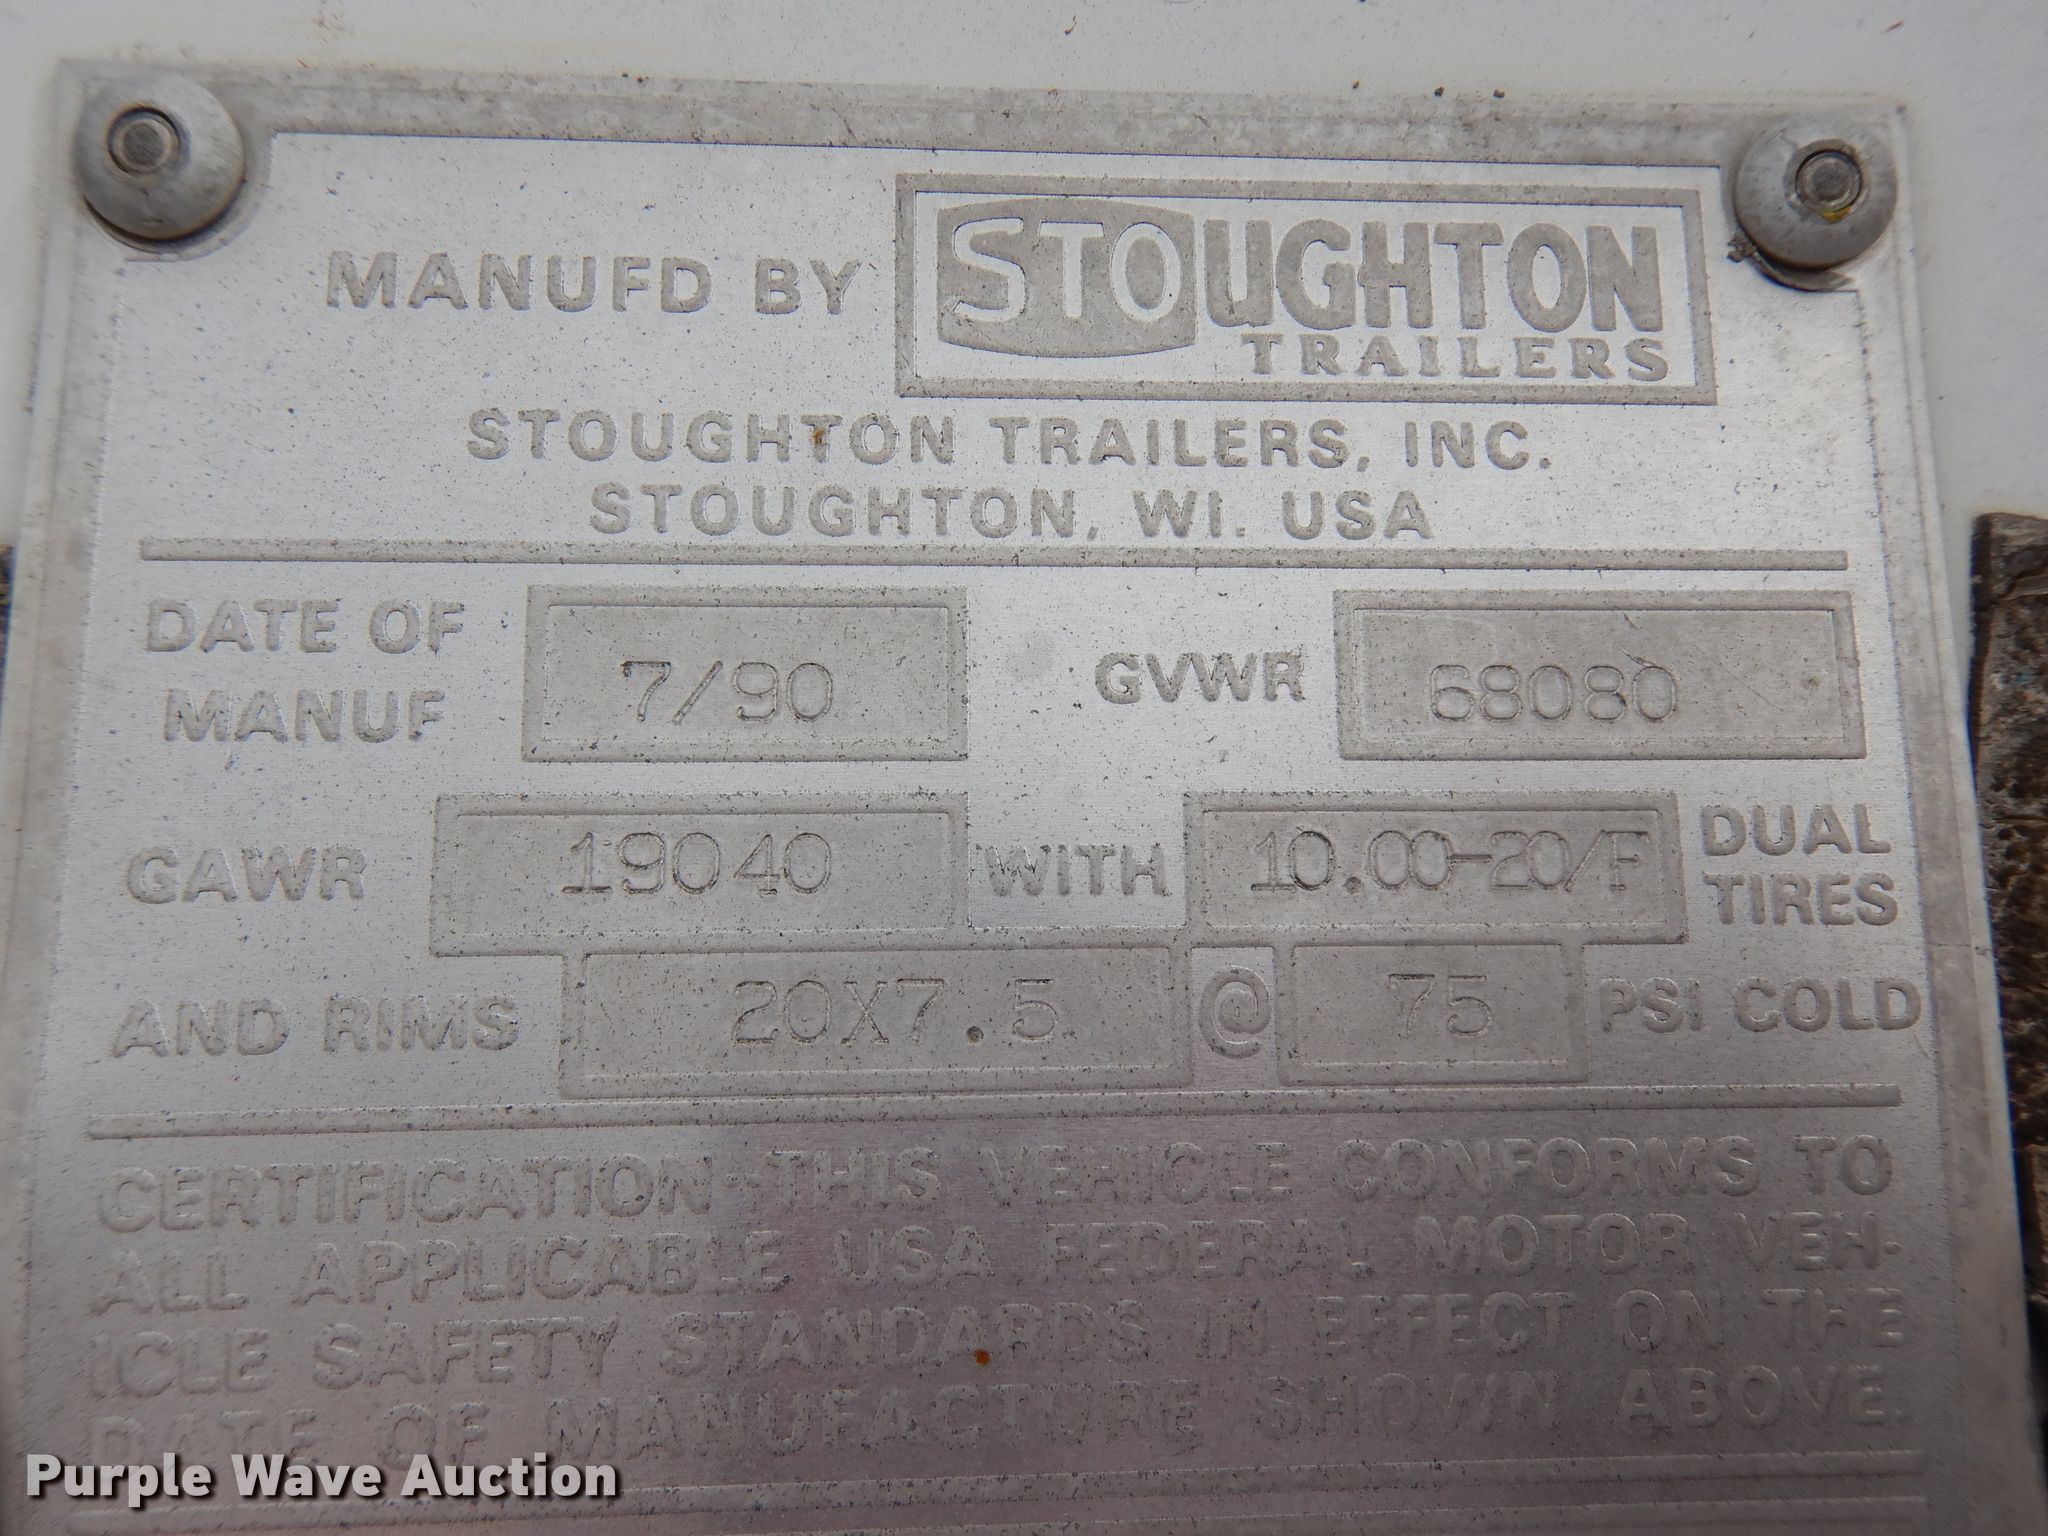 MANUFD BY STOUGHTON
TRAILERS
STOUGHTON TRAILERS, INC.
STOUGHTON, WI. USA
DATE OF MANUF 7/90 GVWR 68080
GAWR 19040 WITH 10.00-20/F DUAL TIRES
AND RIMS 20X7.5 @ 75 PSI COLD
CERTIFICATION-THIS VEHICLE CONFORMS TO
ALL APPLICABLE USA FEDERAL MOTOR VEH-
ICLE SAFETY STANDARDS IN EFFECT ON THE
DATE OF MANUFACTURE SHOWN ABOVE.
Purple Wave Auction